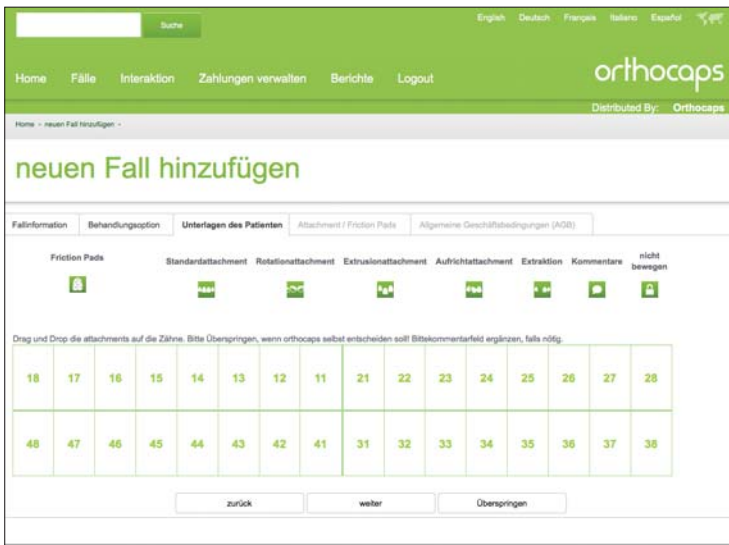 Suche
English Deutsch Français Italiano Español
Home Fälle Interaktion Zahlungen verwalten Berichte Logout
orthocaps
Distributed By: Orthocaps
Home - neuen Fall hinzufügen -
neuen Fall hinzufügen
Fallinformation Behandlungsoption Unterlagen des Patienten Attachment / Friction Pads Allgemeine Geschäftsbedingungen (AGB)
Friction Pads Standardattachment Rotationattachment Extrusionattachment Aufrichtattachment Extraktion Kommentare nicht bewegen
Drag und Drop die attachments auf die Zähne. Bitte Überspringen, wenn orthocaps selbst entscheiden soll! Bittekommentarfeld ergänzen, falls nötig.
18 17 16 15 14 13 12 11 21 22 23 24 25 26 27 28
48 47 46 45 44 43 42 41 31 32 33 34 35 36 37 38
zurück weiter Überspringen